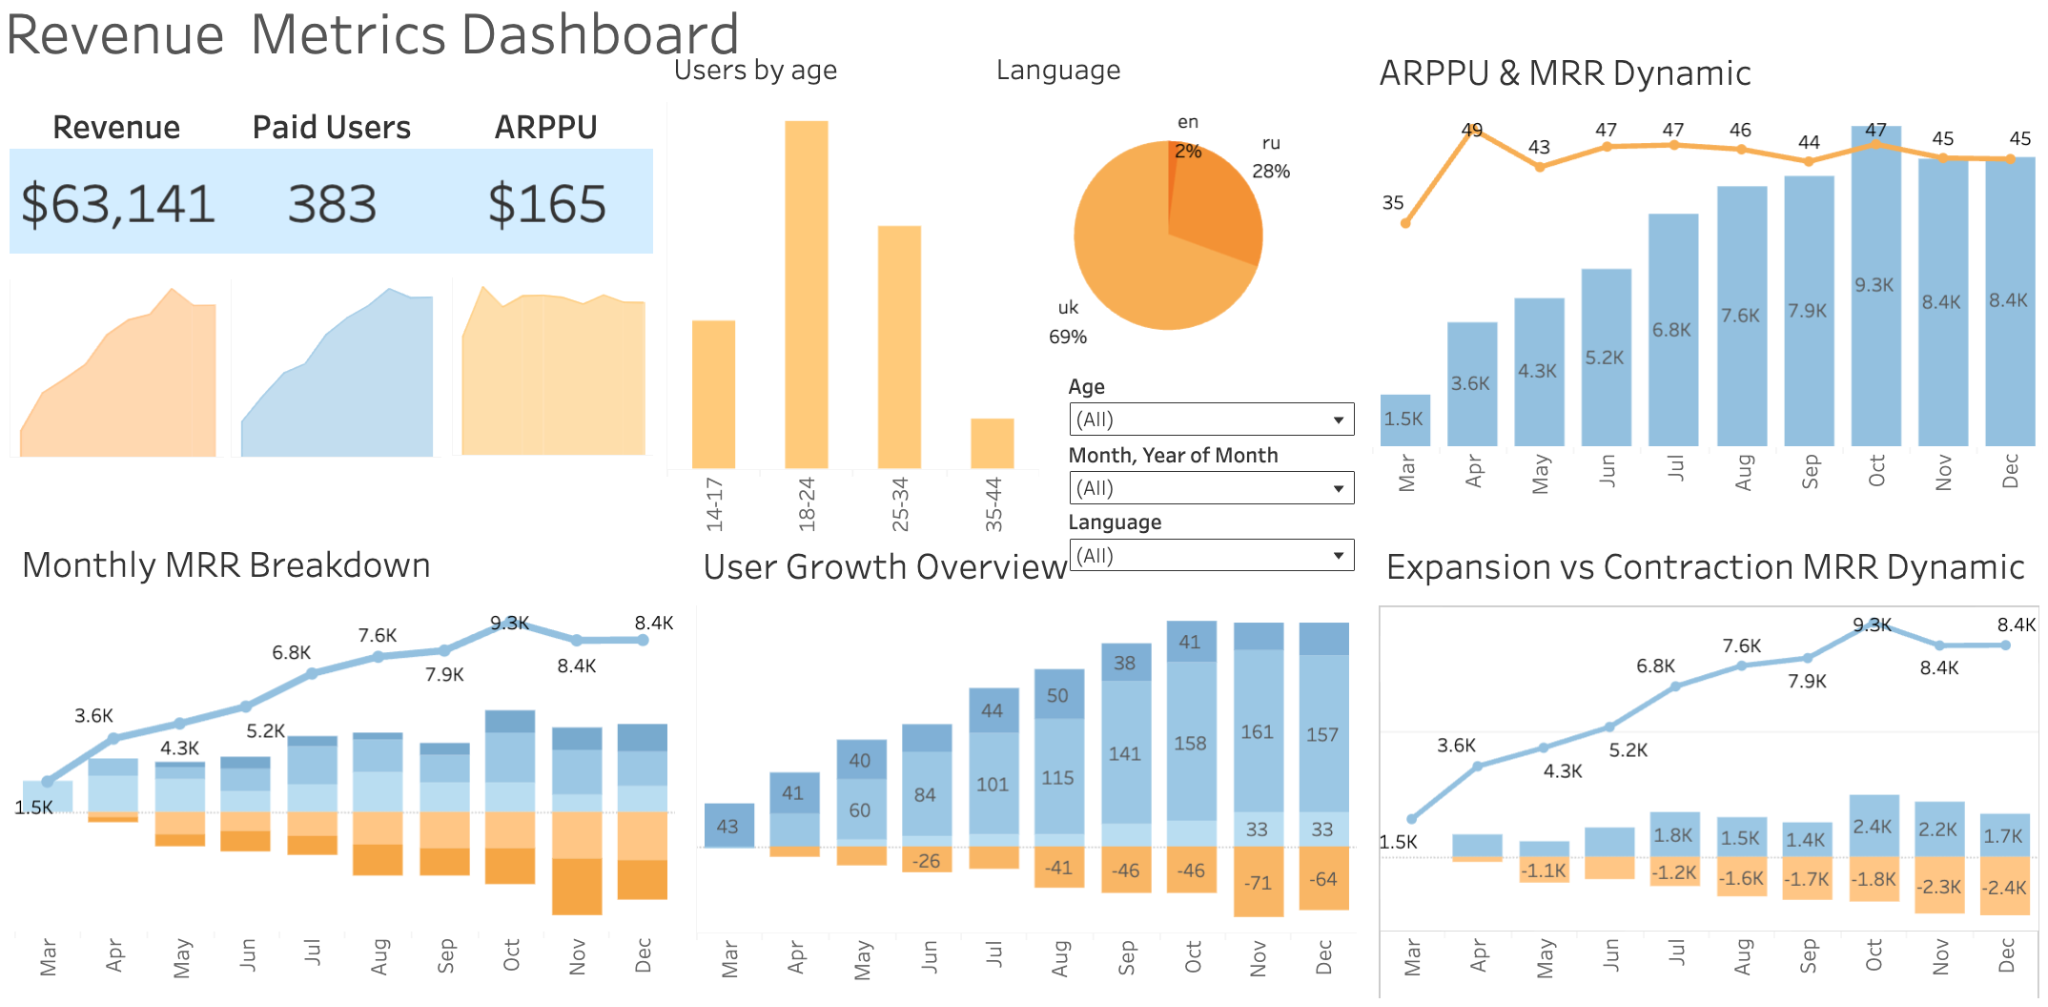 Revenue  Metrics Dashboard
Revenue
Paid Users
ARPPU
$63,141
383
$165
Users by age
14-17
18-24
25-34
35-44
Language
en
2%
ru
28%
uk
69%
Age
(All)
Month, Year of Month
(All)
Language
(All)
ARPPU & MRR Dynamic
35
49
43
47
47
46
44
47
45
45
1.5K
3.6K
4.3K
5.2K
6.8K
7.6K
7.9K
9.3K
8.4K
8.4K
Mar
Apr
May
Jun
Jul
Aug
Sep
Oct
Nov
Dec
Monthly MRR Breakdown
1.5K
3.6K
4.3K
5.2K
6.8K
7.6K
7.9K
9.3K
8.4K
8.4K
Mar
Apr
May
Jun
Jul
Aug
Sep
Oct
Nov
Dec
User Growth Overview
43
41
40
60
84
-26
44
101
50
115
-41
38
141
-46
41
158
-46
161
33
-71
157
33
-64
Mar
Apr
May
Jun
Jul
Aug
Sep
Oct
Nov
Dec
Expansion vs Contraction MRR Dynamic
1.5K
3.6K
4.3K
5.2K
6.8K
7.6K
7.9K
9.3K
8.4K
8.4K
1.8K
1.5K
1.4K
2.4K
2.2K
1.7K
-1.1K
-1.2K
-1.6K
-1.7K
-1.8K
-2.3K
-2.4K
Mar
Apr
May
Jun
Jul
Aug
Sep
Oct
Nov
Dec